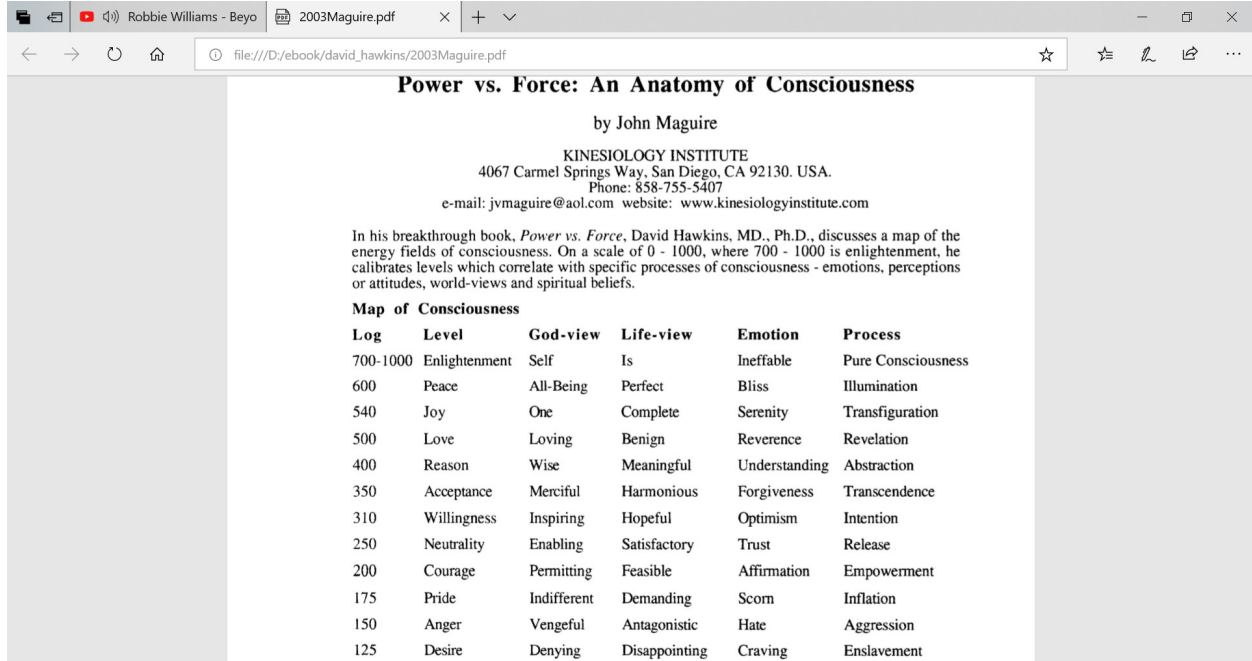 Robbie Williams - Beyo
2003Maguire.pdf
file:///D:/ebook/david_hawkins/2003Maguire.pdf
Power vs. Force: An Anatomy of Consciousness
by John Maguire
KINESIOLOGY INSTITUTE
4067 Carmel Springs Way, San Diego, CA 92130. USA.
Phone: 858-755-5407
e-mail: jvmaguire@aol.com website: www.kinesiologyinstitute.com
In his breakthrough book, Power vs. Force, David Hawkins, MD., Ph.D., discusses a map of the
energy fields of consciousness. On a scale of 0 - 1000, where 700 - 1000 is enlightenment, he
calibrates levels which correlate with specific processes of consciousness - emotions, perceptions
or attitudes, world-views and spiritual beliefs.
Map of Consciousness
Log Level God-view Life-view Emotion Process
700-1000 Enlightenment Self Is Ineffable Pure Consciousness
600 Peace All-Being Perfect Bliss Illumination
540 Joy One Complete Serenity Transfiguration
500 Love Loving Benign Reverence Revelation
400 Reason Wise Meaningful Understanding Abstraction
350 Acceptance Merciful Harmonious Forgiveness Transcendence
310 Willingness Inspiring Hopeful Optimism Intention
250 Neutrality Enabling Satisfactory Trust Release
200 Courage Permitting Feasible Affirmation Empowerment
175 Pride Indifferent Demanding Scorn Inflation
150 Anger Vengeful Antagonistic Hate Aggression
125 Desire Denying Disappointing Craving Enslavement